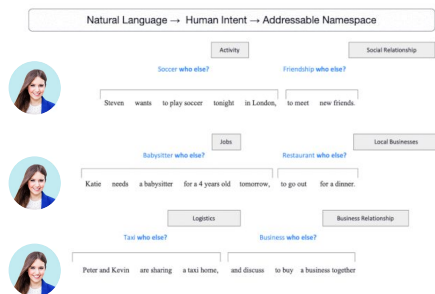 Natural Language → Human Intent → Addressable Namespace
Activity
Social Relationship
Soccer who else?
Friendship who else?
Steven wants to play soccer tonight in London, to meet new friends.
Jobs
Local Businesses
Babysitter who else?
Restaurant who else?
Katie needs a babysitter for a 4 years old tomorrow, to go out for a dinner.
Logistics
Business Relationship
Taxi who else?
Business who else?
Peter and Kevin are sharing a taxi home, and discuss to buy a business together